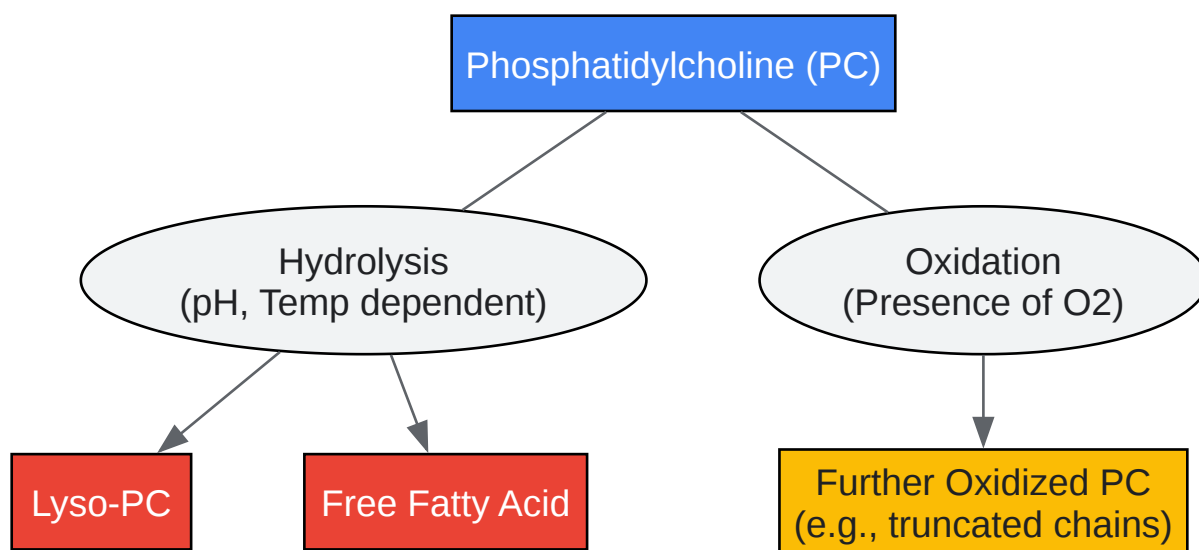 Phosphatidylcholine (PC)
Hydrolysis
(pH, Temp dependent)
Oxidation
(Presence of O2)
Lyso-PC
Free Fatty Acid
Further Oxidized PC
(e.g., truncated chains)